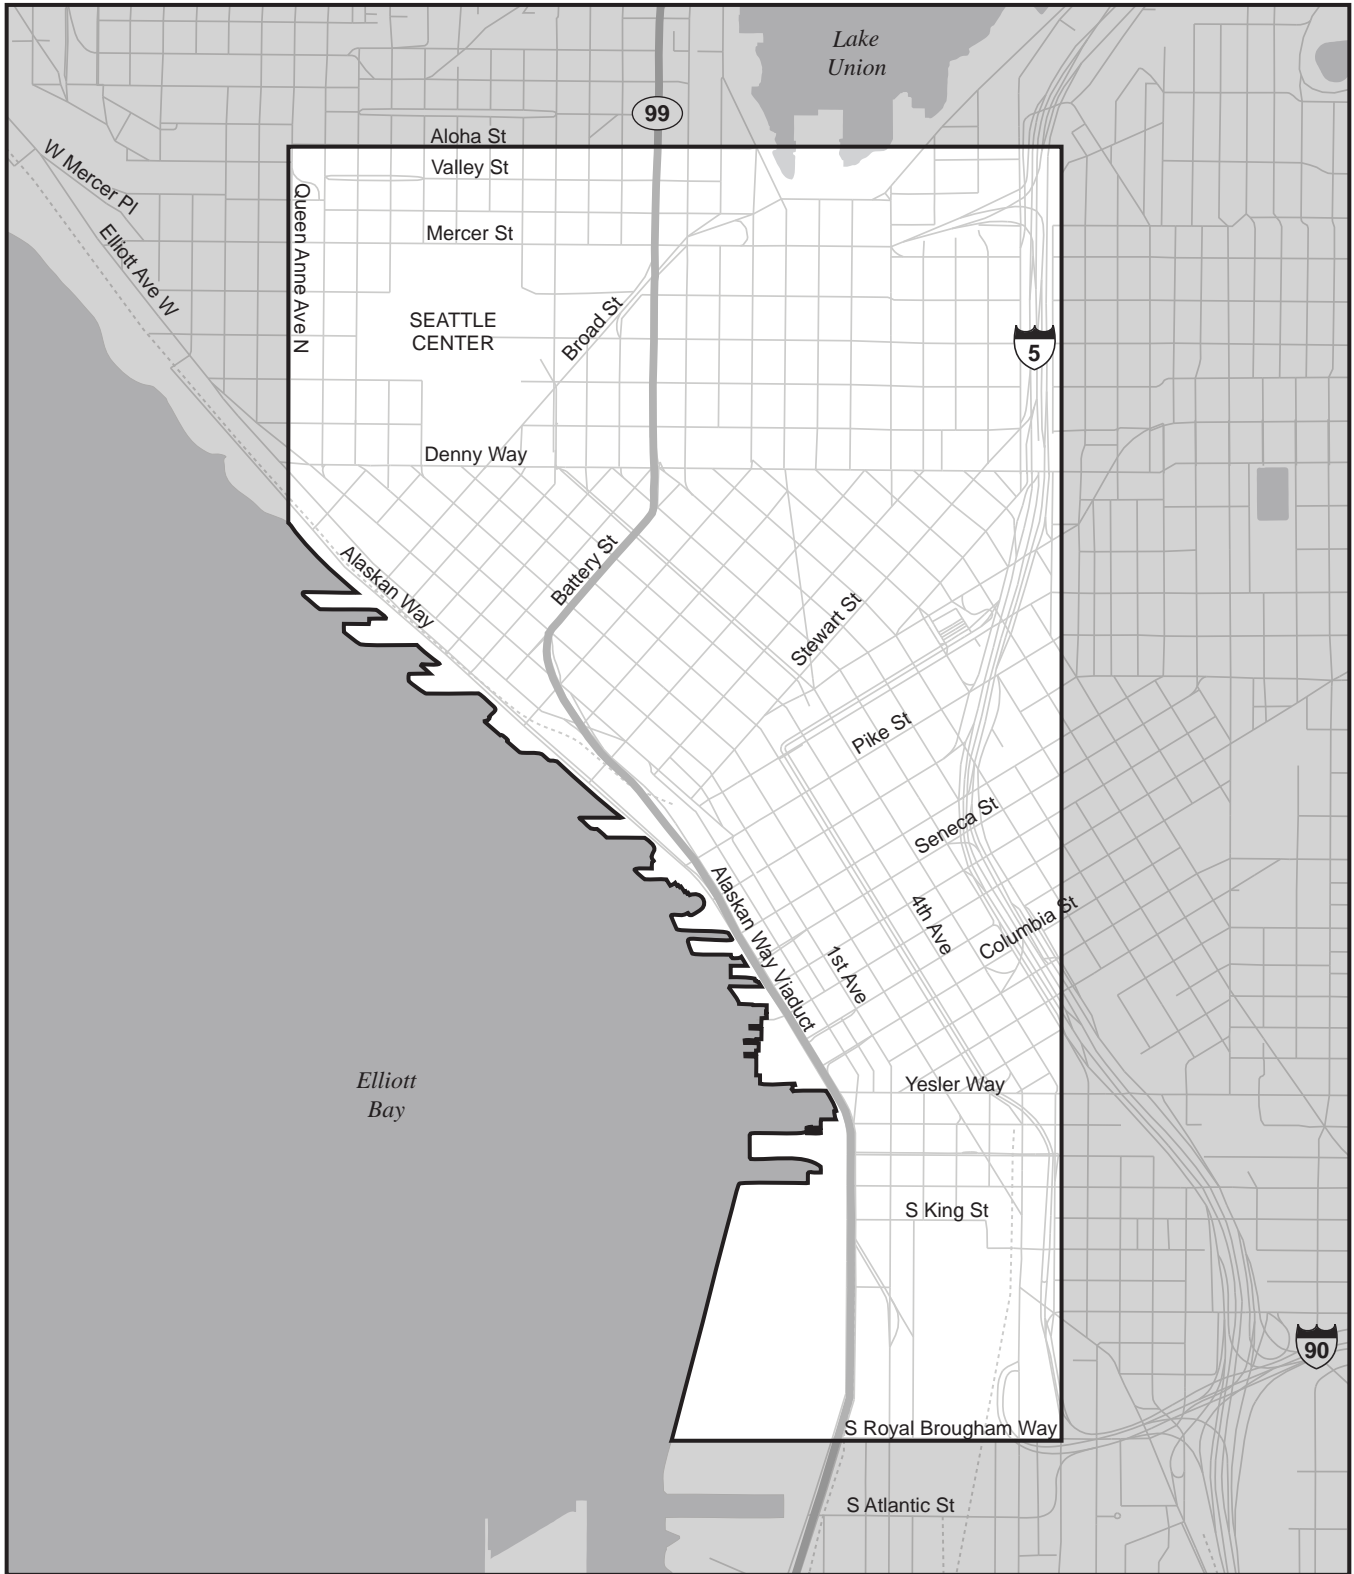 Lake
Union
99
Aloha St
Valley St
W Mercer Pl
Queen Anne Ave N
Mercer St
Elliott Ave W
SEATTLE
CENTER
Broad St
5
Denny Way
Alaskan Way
Battery St
Stewart St
Pike St
Seneca St
Alaskan Way Viaduct
4th Ave
Columbia St
1st Ave
Elliott
Bay
Yesler Way
S King St
90
S Royal Brougham Way
S Atlantic St